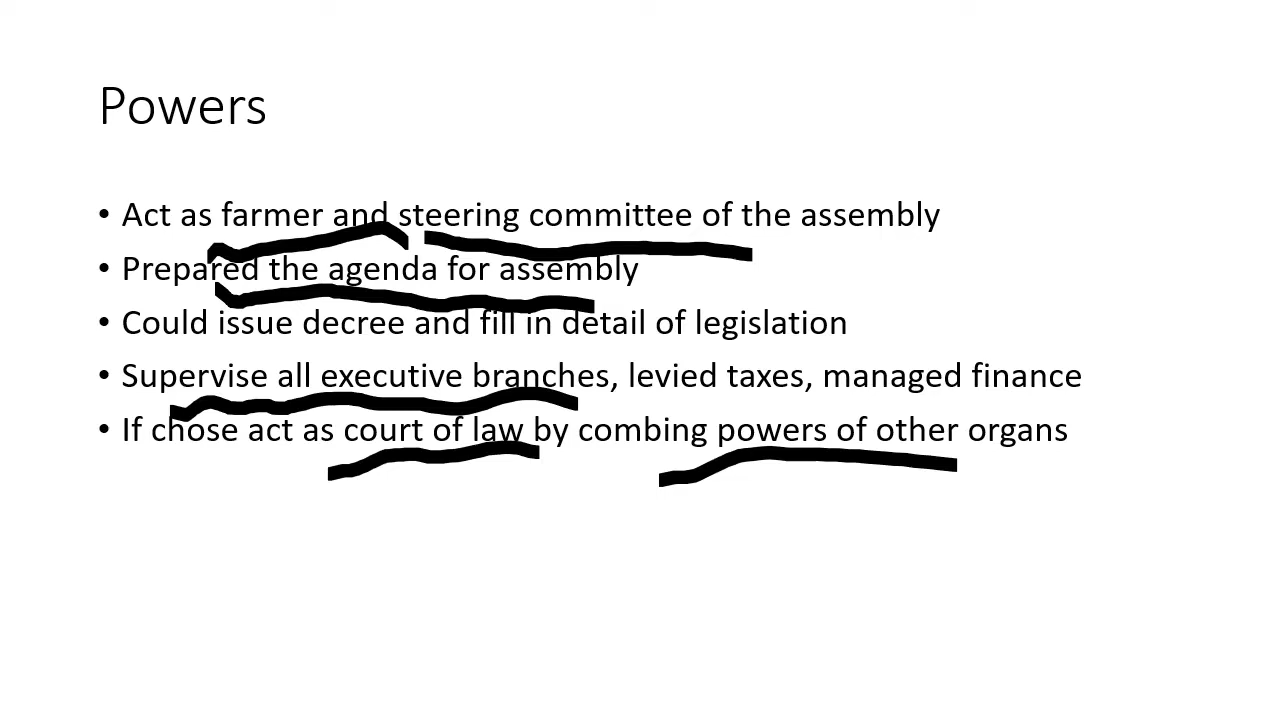 Powers
• Act as farmer and steering committee of the assembly
• Prepared the agenda for assembly
• Could issue decree and fill in detail of legislation
• Supervise all executive branches, levied taxes, managed finance
• If chose act as court of law by combing powers of other organs